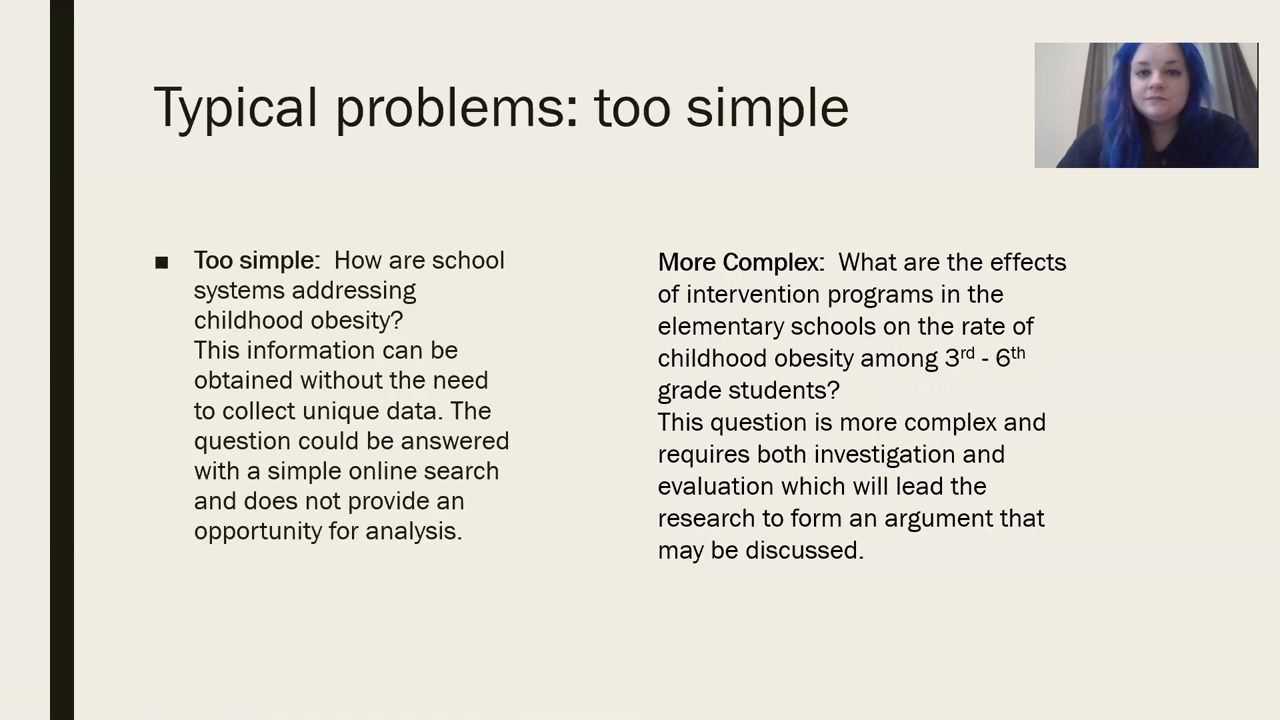 Typical problems: too simple
■ Too simple:  How are school
systems addressing
childhood obesity?
This information can be
obtained without the need
to collect unique data. The
question could be answered
with a simple online search
and does not provide an
opportunity for analysis.
More Complex:  What are the effects
of intervention programs in the
elementary schools on the rate of
childhood obesity among 3rd - 6th
grade students?
This question is more complex and
requires both investigation and
evaluation which will lead the
research to form an argument that
may be discussed.